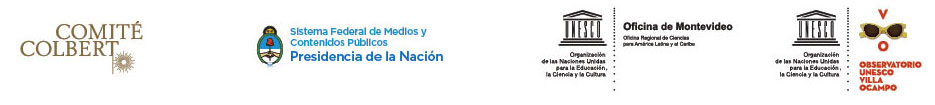 COMITÉ
COLBERT
Sistema Federal de Medios y
Contenidos Públicos
Presidencia de la Nación
UNESCO
Organización
de las Naciones Unidas
para la Educación,
la Ciencia y la Cultura
Oficina de Montevideo
Oficina Regional de Ciencias
para América Latina y el Caribe
UNESCO
Organización
de las Naciones Unidas
para la Educación,
la Ciencia y la Cultura
V
O
OBSERVATORIO
UNESCO
VILLA
OCAMPO